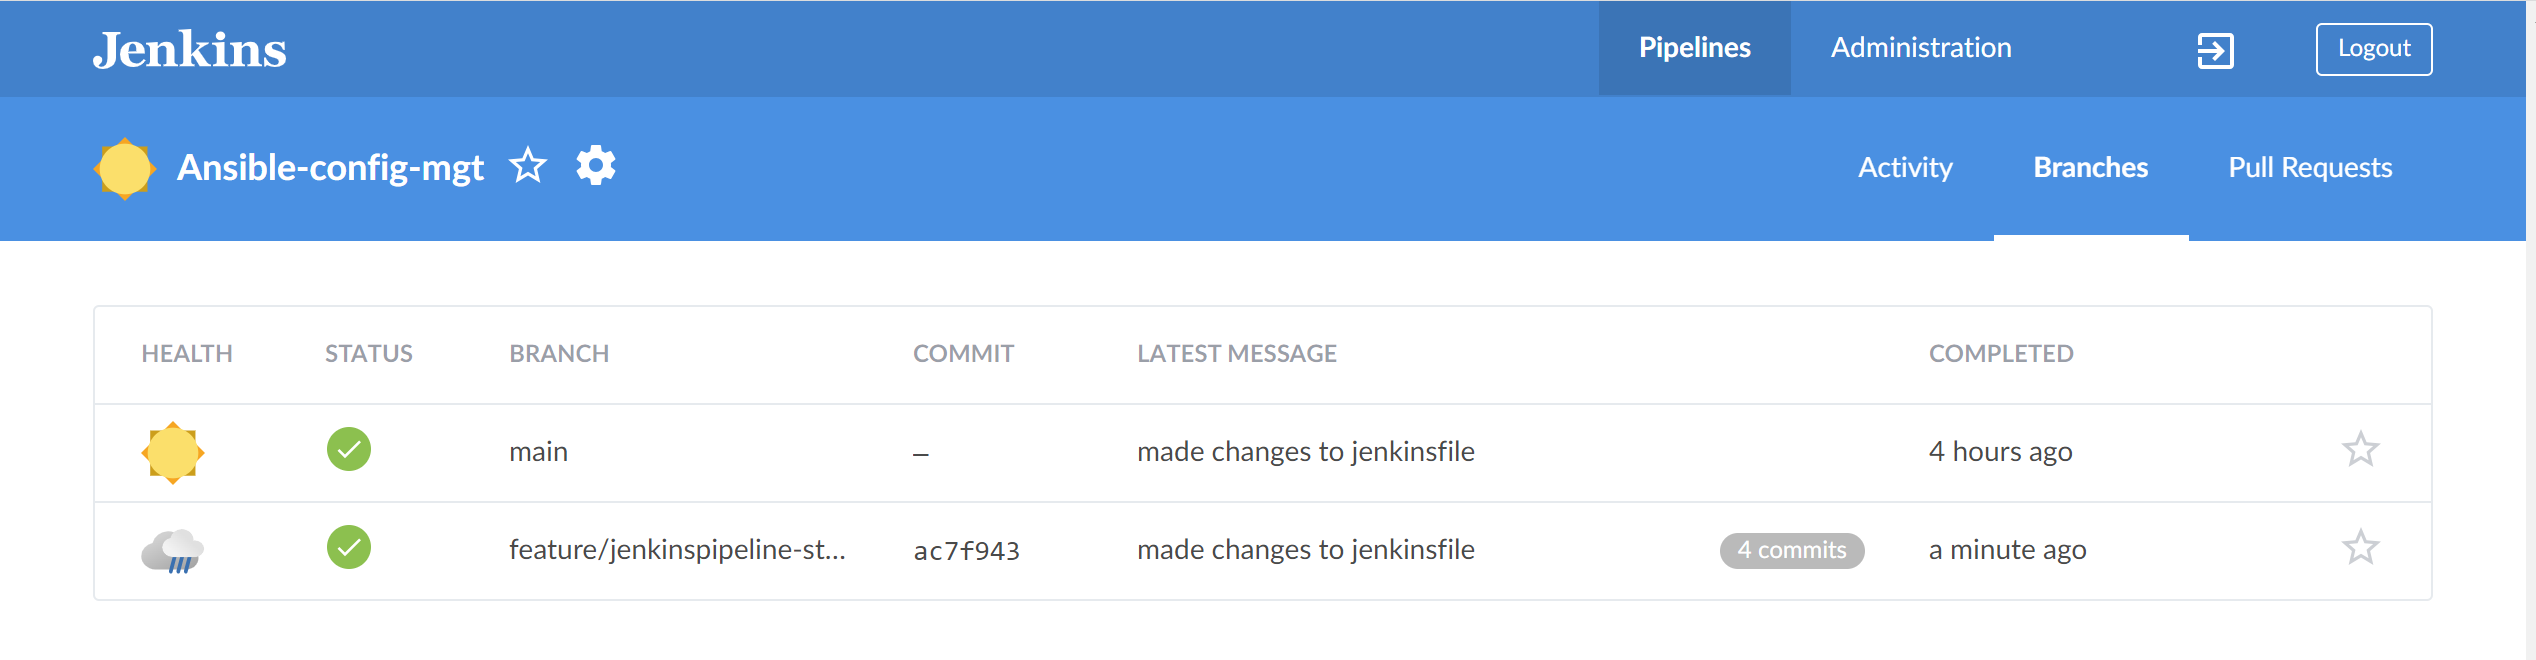 Jenkins Pipelines Administration Logout
Ansible-config-mgt Activity Branches Pull Requests
HEALTH STATUS BRANCH COMMIT LATEST MESSAGE COMPLETED
main – made changes to jenkinsfile 4 hours ago
feature/jenkinspipeline-st... ac7f943 made changes to jenkinsfile 4 commits a minute ago